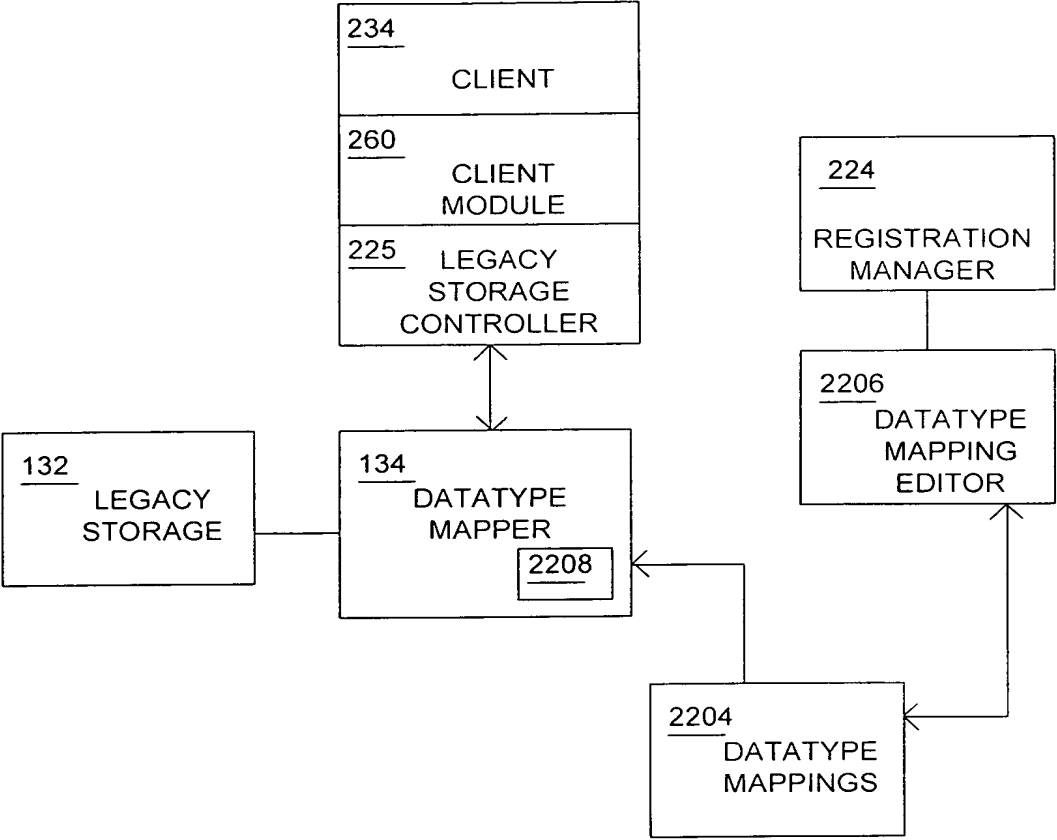 234
CLIENT
260
CLIENT
MODULE
225
LEGACY
STORAGE
CONTROLLER
224
REGISTRATION
MANAGER
2206
DATATYPE
MAPPING
EDITOR
132
LEGACY
STORAGE
134
DATATYPE
MAPPER
2208
2204
DATATYPE
MAPPINGS